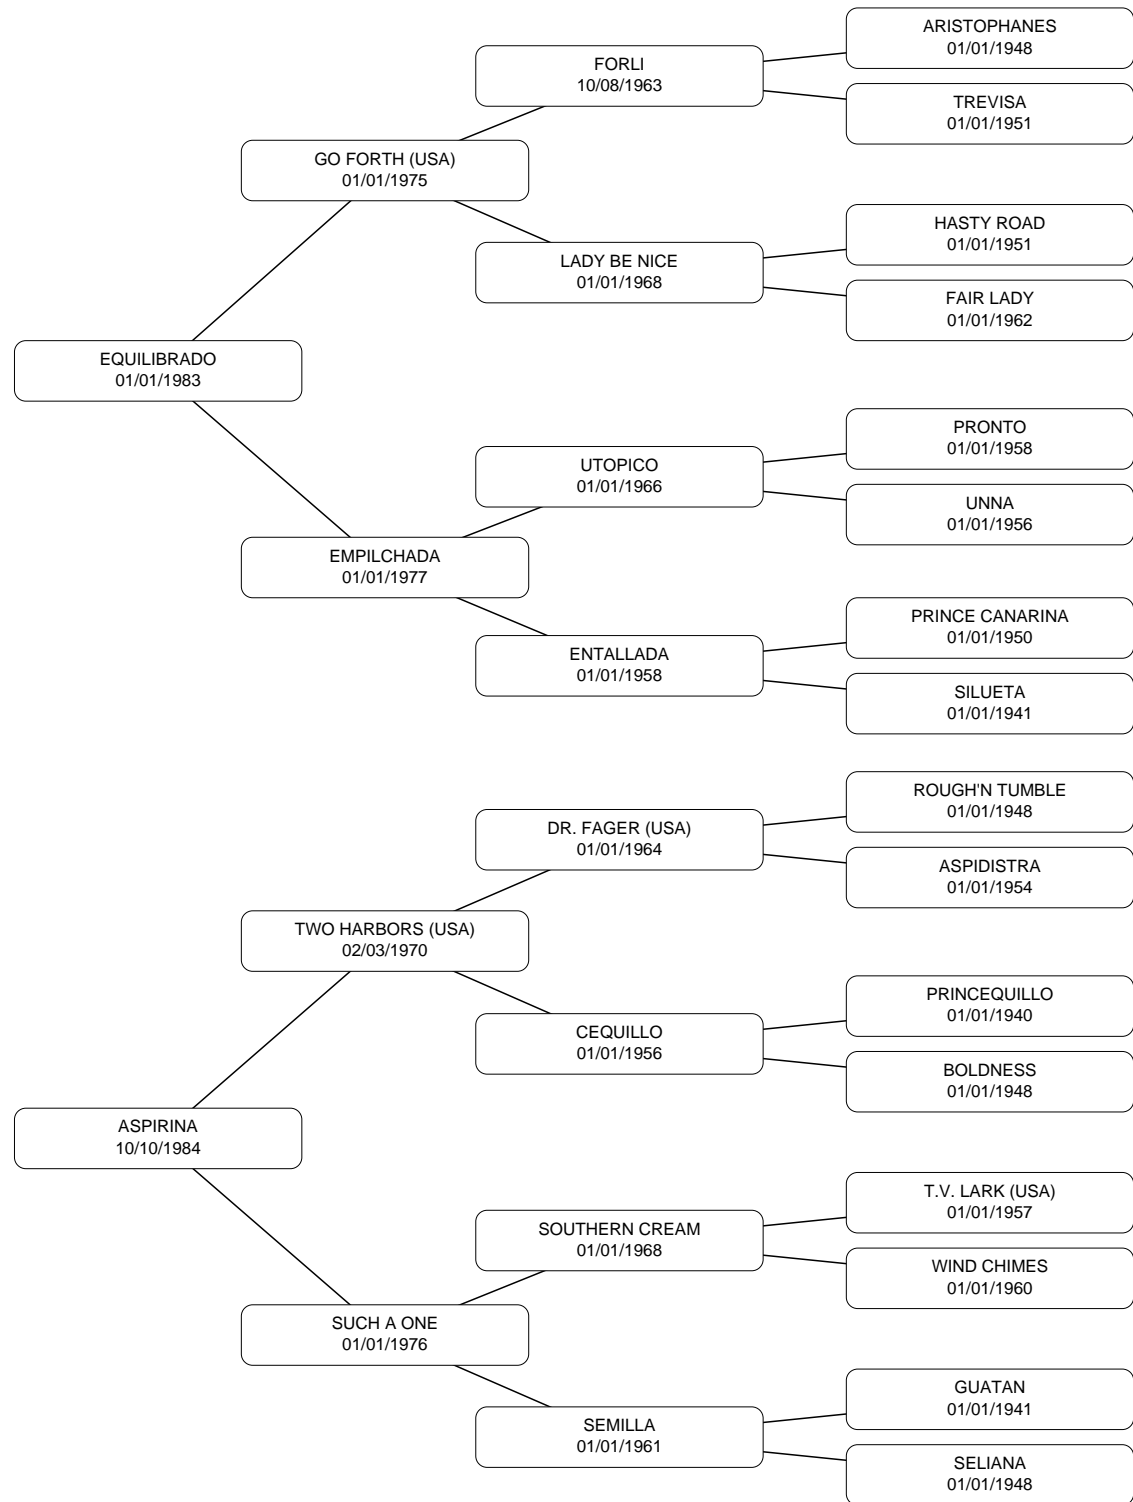 ARISTOPHANES
01/01/1948
FORLI
10/08/1963
TREVISA
01/01/1951
GO FORTH (USA)
01/01/1975
HASTY ROAD
01/01/1951
LADY BE NICE
01/01/1968
FAIR LADY
01/01/1962
EQUILIBRADO
01/01/1983
PRONTO
01/01/1958
UTOPICO
01/01/1966
UNNA
01/01/1956
EMPILCHADA
01/01/1977
PRINCE CANARINA
01/01/1950
ENTALLADA
01/01/1958
SILUETA
01/01/1941
ROUGH'N TUMBLE
01/01/1948
DR. FAGER (USA)
01/01/1964
ASPIDISTRA
01/01/1954
TWO HARBORS (USA)
02/03/1970
PRINCEQUILLO
01/01/1940
CEQUILLO
01/01/1956
BOLDNESS
01/01/1948
ASPIRINA
10/10/1984
T.V. LARK (USA)
01/01/1957
SOUTHERN CREAM
01/01/1968
WIND CHIMES
01/01/1960
SUCH A ONE
01/01/1976
GUATAN
01/01/1941
SEMILLA
01/01/1961
SELIANA
01/01/1948